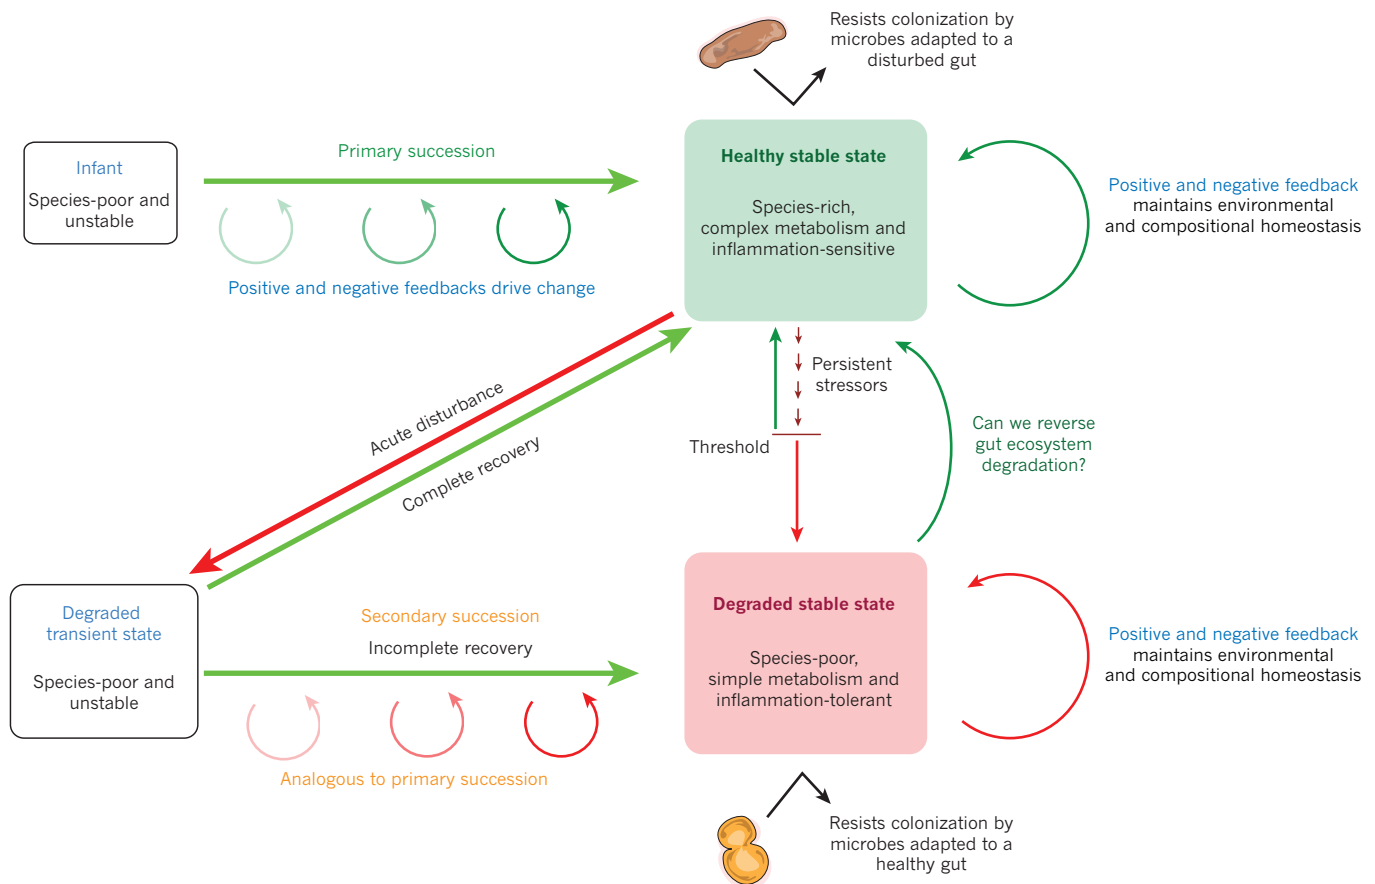 Resists colonization by
microbes adapted to a
disturbed gut
Infant
Species-poor and
unstable
Primary succession
Positive and negative feedbacks drive change
Healthy stable state
Species-rich,
complex metabolism and
inflammation-sensitive
Positive and negative feedback
maintains environmental
and compositional homeostasis
Acute disturbance
Complete recovery
Persistent
stressors
Threshold
Can we reverse
gut ecosystem
degradation?
Degraded
transient state
Species-poor and
unstable
Secondary succession
Incomplete recovery
Analogous to primary succession
Degraded stable state
Species-poor,
simple metabolism and
inflammation-tolerant
Positive and negative feedback
maintains environmental
and compositional homeostasis
Resists colonization by
microbes adapted to a
healthy gut